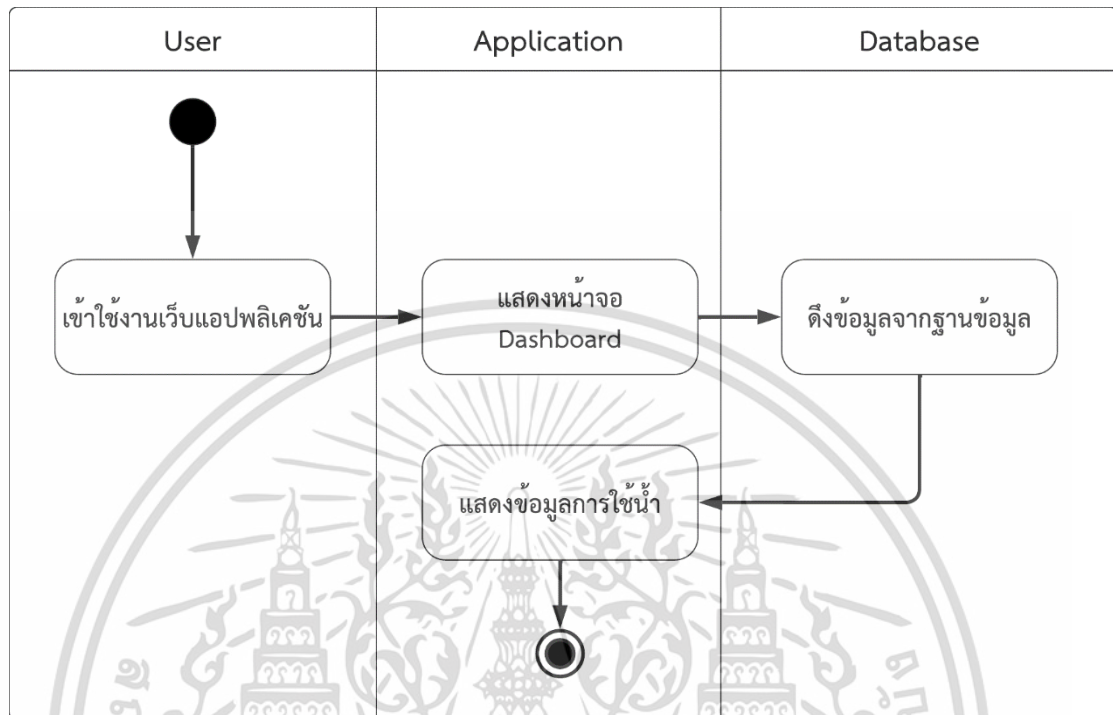 User
Application
Database
เข้าใช้งานเว็บแอปพลิเคชัน
แสดงหน้าจอ
Dashboard
ดึงข้อมูลจากฐานข้อมูล
แสดงข้อมูลการใช้น้ำ